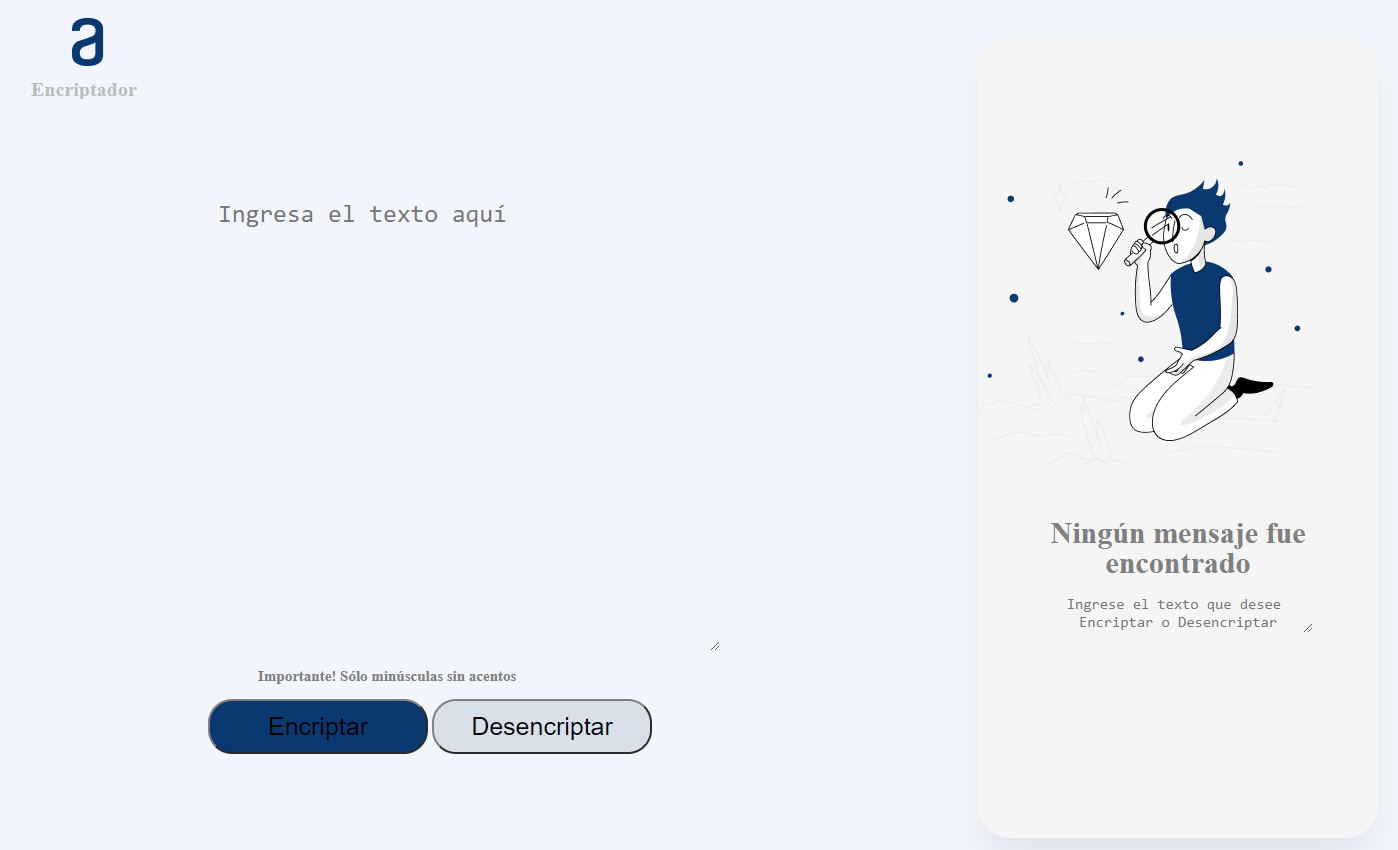 a
Encriptador
Ingresa el texto aquí
Importante! Sólo minúsculas sin acentos
Encriptar
Desencriptar
Ningún mensaje fue
encontrado
Ingrese el texto que desee
Encriptar o Desencriptar